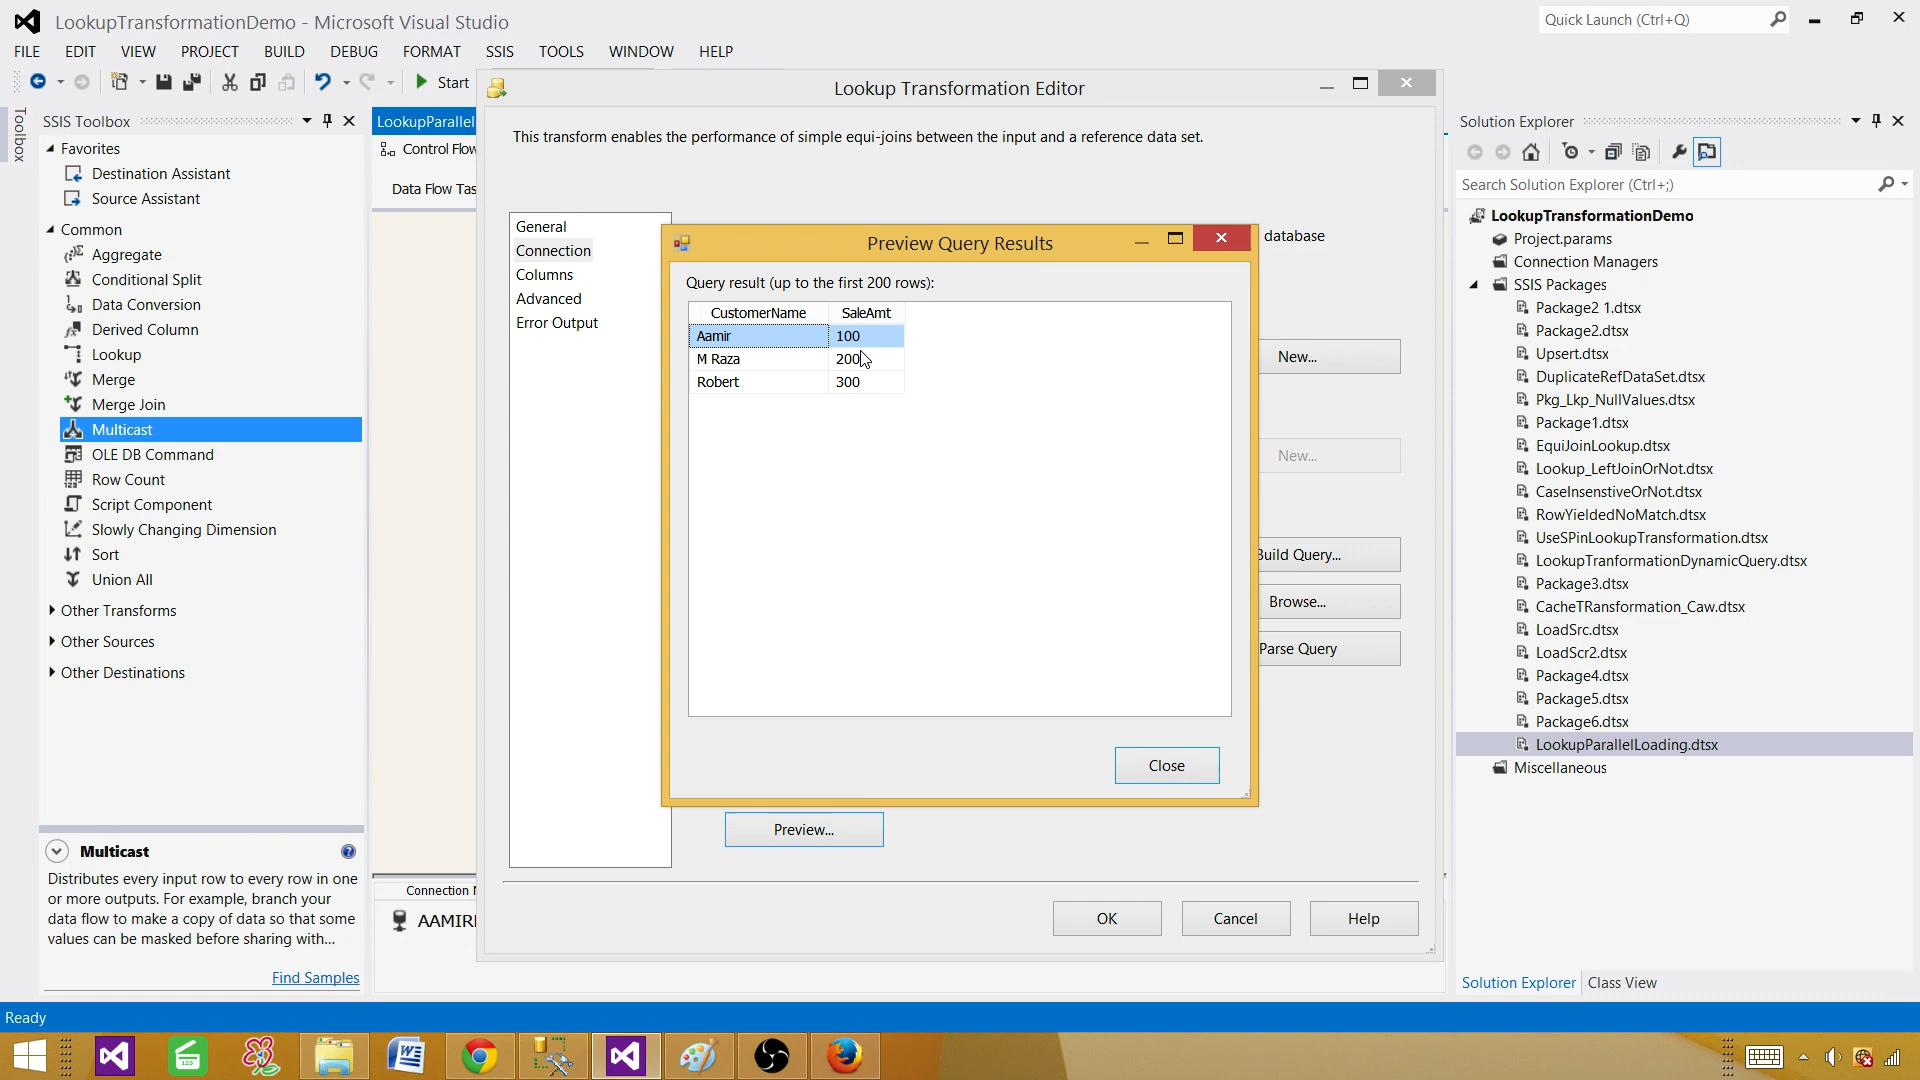 LookupTransformationDemo - Microsoft Visual Studio
Quick Launch (Ctrl+Q)
FILE EDIT VIEW PROJECT BUILD DEBUG FORMAT SSIS TOOLS WINDOW HELP
Start
Toolbox
SSIS Toolbox
Favorites
Destination Assistant
Source Assistant
Common
Aggregate
Conditional Split
Data Conversion
Derived Column
Lookup
Merge
Merge Join
Multicast
OLE DB Command
Row Count
Script Component
Slowly Changing Dimension
Sort
Union All
Other Transforms
Other Sources
Other Destinations
Multicast
Distributes every input row to every row in one
or more outputs. For example, branch your
data flow to make a copy of data so that some
values can be masked before sharing with...
Find Samples
LookupParallel
Control Flow
Data Flow Tas
Connection
AAMIR
Lookup Transformation Editor
This transform enables the performance of simple equi-joins between the input and a reference data set.
General
Connection
Columns
Advanced
Error Output
database
New...
New...
Build Query...
Browse...
Parse Query
Preview Query Results
Query result (up to the first 200 rows):
CustomerName SaleAmt
Aamir 100
M Raza 200
Robert 300
Close
Preview...
OK Cancel Help
Solution Explorer
Search Solution Explorer (Ctrl+;)
LookupTransformationDemo
Project.params
Connection Managers
SSIS Packages
Package2 1.dtsx
Package2.dtsx
Upsert.dtsx
DuplicateRefDataSet.dtsx
Pkg_Lkp_NullValues.dtsx
Package1.dtsx
EquiJoinLookup.dtsx
Lookup_LeftJoinOrNot.dtsx
CaseInsenstiveOrNot.dtsx
RowYieldedNoMatch.dtsx
UseSPinLookupTransformation.dtsx
LookupTranformationDynamicQuery.dtsx
Package3.dtsx
CacheTRansformation_Caw.dtsx
LoadSrc.dtsx
LoadScr2.dtsx
Package4.dtsx
Package5.dtsx
Package6.dtsx
LookupParallelLoading.dtsx
Miscellaneous
Solution Explorer Class View
Ready